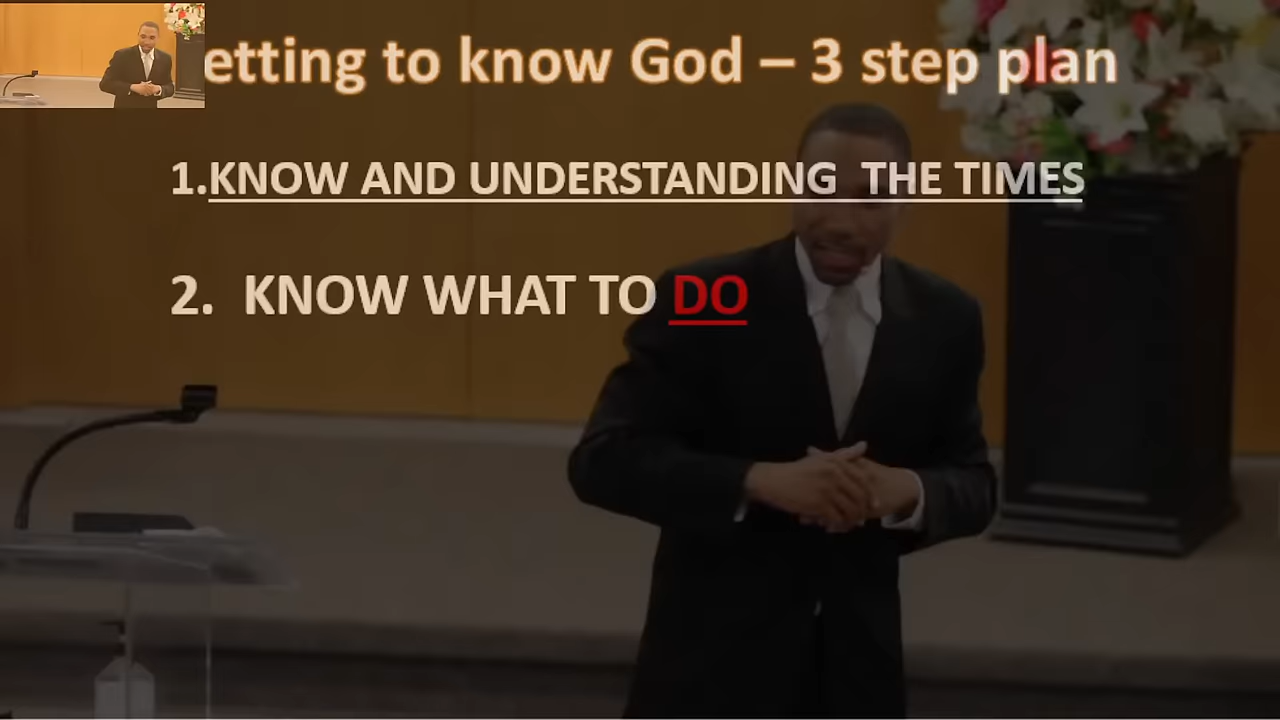 etting to know God – 3 step plan
1.KNOW AND UNDERSTANDING THE TIMES
2. KNOW WHAT TO DO